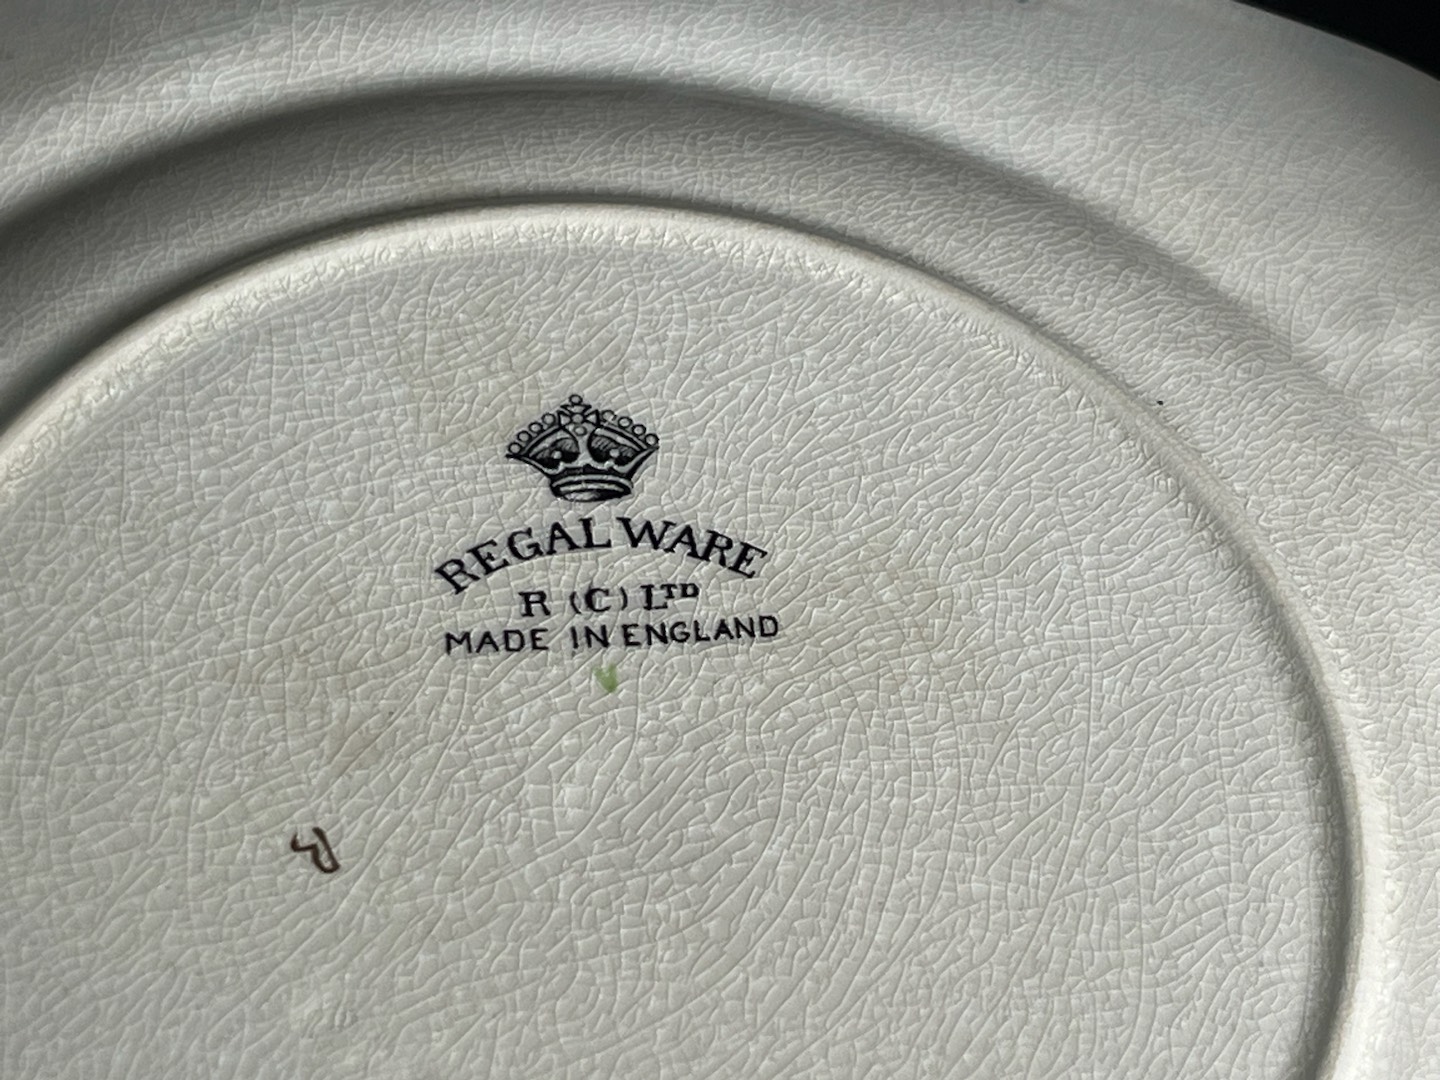 REGAL WARE
R (C) LTD
MADE IN ENGLAND
R